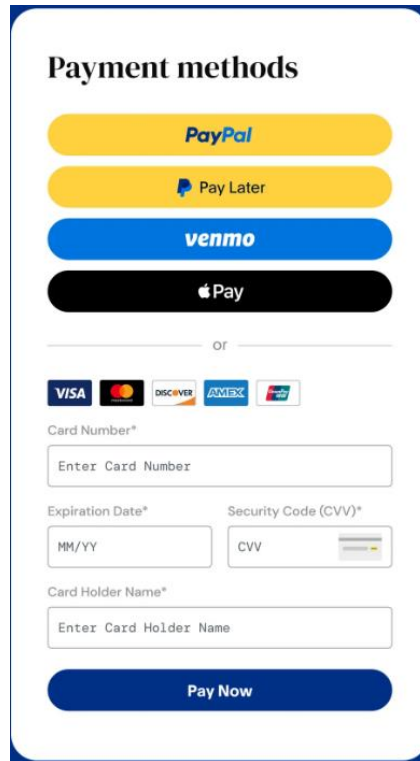 Payment methods
PayPal
Pay Later
venmo
Pay
or
VISA DISCOVER AMEX
Card Number*
Enter Card Number
Expiration Date* Security Code (CVV)*
MM/YY CVV
Card Holder Name*
Enter Card Holder Name
Pay Now